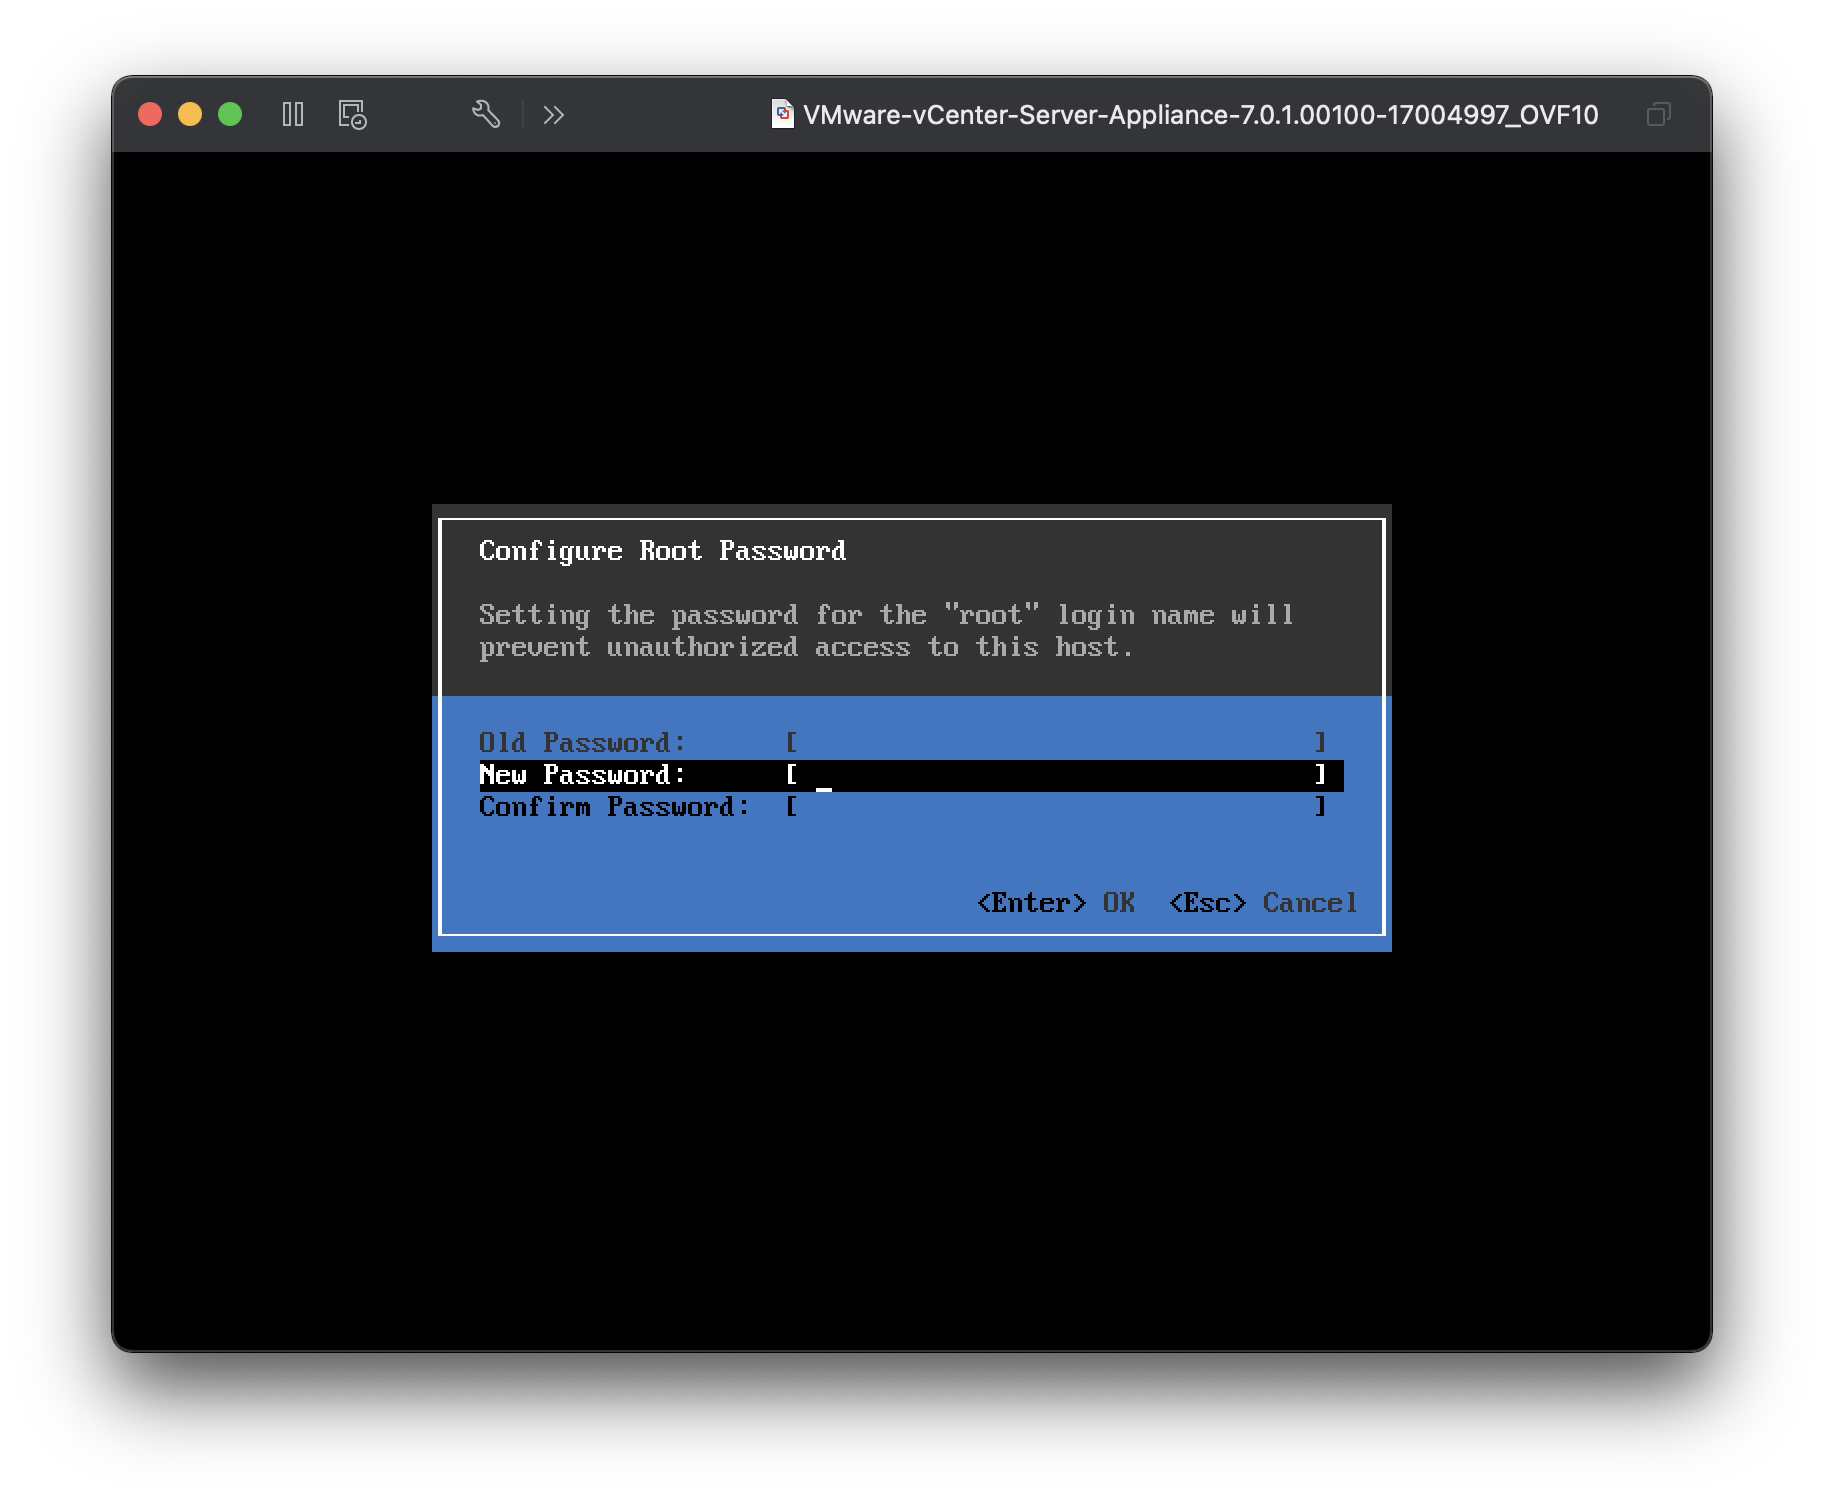 VMware-vCenter-Server-Appliance-7.0.1.00100-17004997_OVF10
Configure Root Password
Setting the password for the "root" login name will
prevent unauthorized access to this host.
Old Password: [ ]
New Password: [ _ ]
Confirm Password: [ ]
<Enter> OK <Esc> Cancel